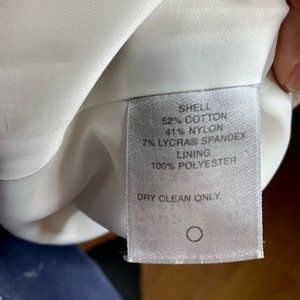 SHELL
52% COTTON
41% NYLON
7% LYCRA® SPANDEX
LINING
100% POLYESTER
DRY CLEAN ONLY.